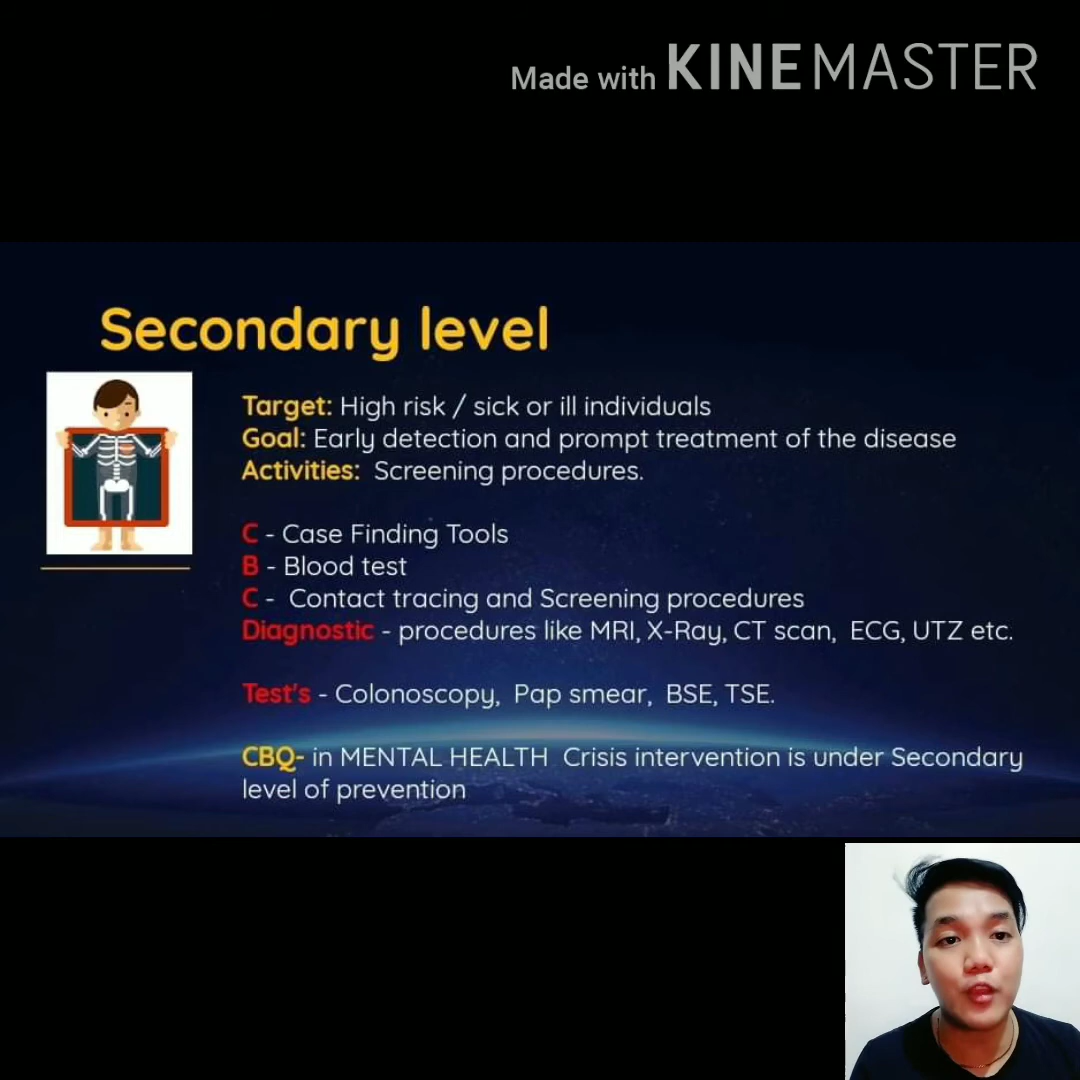 Made with KINEMASTER
Secondary level
Target: High risk / sick or ill individuals
Goal: Early detection and prompt treatment of the disease
Activities: Screening procedures.
C - Case Finding Tools
B - Blood test
C - Contact tracing and Screening procedures
Diagnostic - procedures like MRI, X-Ray, CT scan, ECG, UTZ etc.
Test's - Colonoscopy, Pap smear, BSE, TSE.
CBQ- in MENTAL HEALTH Crisis intervention is under Secondary
level of prevention